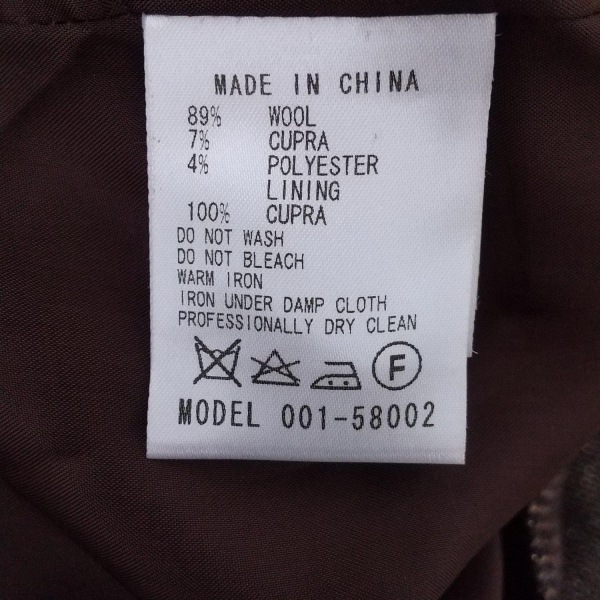 MADE IN CHINA
89% WOOL
7% CUPRA
4% POLYESTER
LINING
100% CUPRA
DO NOT WASH
DO NOT BLEACH
WARM IRON
IRON UNDER DAMP CLOTH
PROFESSIONALLY DRY CLEAN
F
MODEL 001-58002